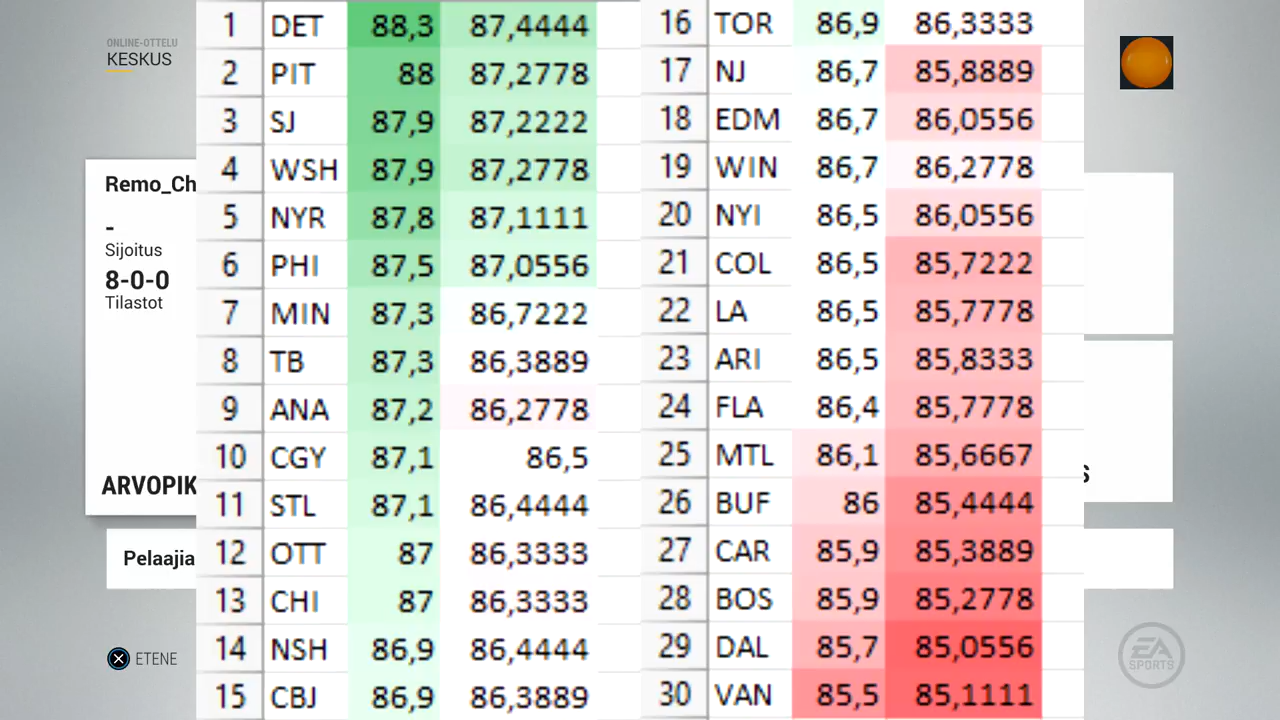 ONLINE-OTTELU
KESKUS
Remo_Ch
-
Sijoitus
8-0-0
Tilastot
ARVOPIK
Pelaajia
ETENE
1 DET 88,3 87,4444
2 PIT 88 87,2778
3 SJ 87,9 87,2222
4 WSH 87,9 87,2778
5 NYR 87,8 87,1111
6 PHI 87,5 87,0556
7 MIN 87,3 86,7222
8 TB 87,3 86,3889
9 ANA 87,2 86,2778
10 CGY 87,1 86,5
11 STL 87,1 86,4444
12 OTT 87 86,3333
13 CHI 87 86,3333
14 NSH 86,9 86,4444
15 CBJ 86,9 86,3889
16 TOR 86,9 86,3333
17 NJ 86,7 85,8889
18 EDM 86,7 86,0556
19 WIN 86,7 86,2778
20 NYI 86,5 86,0556
21 COL 86,5 85,7222
22 LA 86,5 85,7778
23 ARI 86,5 85,8333
24 FLA 86,4 85,7778
25 MTL 86,1 85,6667
26 BUF 86 85,4444
27 CAR 85,9 85,3889
28 BOS 85,9 85,2778
29 DAL 85,7 85,0556
30 VAN 85,5 85,1111
S
EA
SPORTS